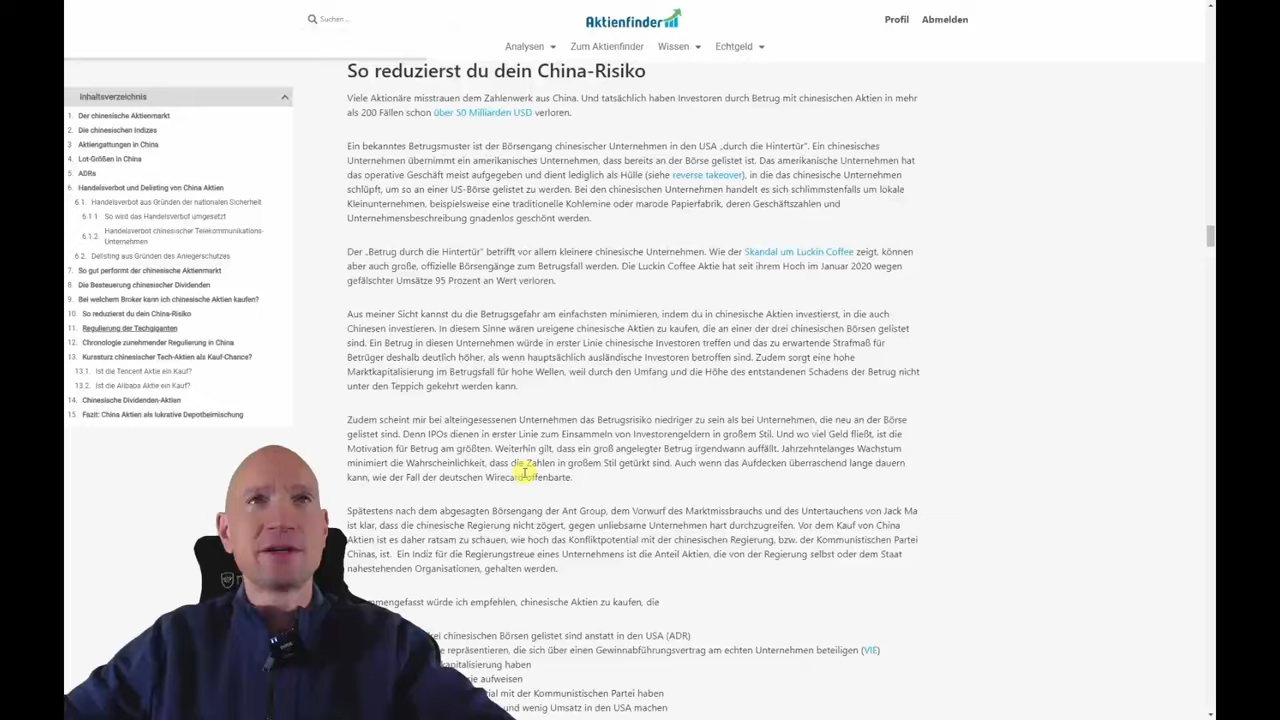 Suchen ...
Aktienfinder
Profil
Abmelden
Analysen
Zum Aktienfinder
Wissen
Echtgeld
Inhaltsverzeichnis
1. Der chinesische Aktienmarkt
2. Die chinesischen Indizes
3 Aktiengattungen in China
4. Lot-Größen in China
5. ADRs
6. Handelsverbot und Delisting von China Aktien
6.1. Handelsverbot aus Gründen der nationalen Sicherheit
6.1.1 So wird das Handelsverbot umgesetzt
6.1.2. Handelsverbot chinesischer Telekommunikations-
Unternehmen
6.2. Delisting aus Gründen des Anlegerschutzes
7. So gut performt der chinesische Aktienmarkt
8. Die Besteuerung chinesischer Dividenden
9. Bei welchem Broker kann ich chinesische Aktien kaufen?
10. So reduzierst du dein China-Risiko
11. Regulierung der Techgiganten
12. Chronologie zunehmender Regulierung in China
13. Kurssturz chinesischer Tech-Aktien als Kauf-Chance?
13.1. Ist die Tencent Aktie ein Kauf?
13.2. Ist die Alibaba Aktie ein Kauf?
14. Chinesische Dividenden-Aktien
15. Fazit: China Aktien als lukrative Depotbeimischung
So reduzierst du dein China-Risiko
Viele Aktionäre misstrauen dem Zahlenwerk aus China. Und tatsächlich haben Investoren durch Betrug mit chinesischen Aktien in mehr
als 200 Fällen schon über 50 Milliarden USD verloren.
Ein bekanntes Betrugsmuster ist der Börsengang chinesischer Unternehmen in den USA „durch die Hintertür“. Ein chinesisches
Unternehmen übernimmt ein amerikanisches Unternehmen, dass bereits an der Börse gelistet ist. Das amerikanische Unternehmen hat
das operative Geschäft meist aufgegeben und dient lediglich als Hülle (siehe reverse takeover), in die das chinesische Unternehmen
schlüpft, um so an einer US-Börse gelistet zu werden. Bei den chinesischen Unternehmen handelt es sich schlimmstenfalls um lokale
Kleinunternehmen, beispielsweise eine traditionelle Kohlemine oder marode Papierfabrik, deren Geschäftszahlen und
Unternehmensbeschreibung gnadenlos geschönt werden.
Der „Betrug durch die Hintertür“ betrifft vor allem kleinere chinesische Unternehmen. Wie der Skandal um Luckin Coffee zeigt, können
aber auch große, offizielle Börsengänge zum Betrugsfall werden. Die Luckin Coffee Aktie hat seit ihrem Hoch im Januar 2020 wegen
gefälschter Umsätze 95 Prozent an Wert verloren.
Aus meiner Sicht kannst du die Betrugsgefahr am einfachsten minimieren, indem du in chinesische Aktien investierst, in die auch
Chinesen investieren. In diesem Sinne wären ureigene chinesische Aktien zu kaufen, die an einer der drei chinesischen Börsen gelistet
sind. Ein Betrug in diesen Unternehmen würde in erster Linie chinesische Investoren treffen und das zu erwartende Strafmaß für
Betrüger deshalb deutlich höher, als wenn hauptsächlich ausländische Investoren betroffen sind. Zudem sorgt eine hohe
Marktkapitalisierung im Betrugsfall für hohe Wellen, weil durch den Umfang und die Höhe des entstandenen Schadens der Betrug nicht
unter den Teppich gekehrt werden kann.
Zudem scheint mir bei alteingesessenen Unternehmen das Betrugsrisiko niedriger zu sein als bei Unternehmen, die neu an der Börse
gelistet sind. Denn IPOs dienen in erster Linie zum Einsammeln von Investorengeldern in großem Stil. Und wo viel Geld fließt, ist die
Motivation für Betrug am größten. Weiterhin gilt, dass ein groß angelegter Betrug irgendwann auffällt. Jahrzehntelanges Wachstum
minimiert die Wahrscheinlichkeit, dass die Zahlen in großem Stil getürkt sind. Auch wenn das Aufdecken überraschend lange dauern
kann, wie der Fall der deutschen Wirecard offenbarte.
Spätestens nach dem abgesagten Börsengang der Ant Group, dem Vorwurf des Marktmissbrauchs und des Untertauchens von Jack Ma
ist klar, dass die chinesische Regierung nicht zögert, gegen unliebsame Unternehmen hart durchzugreifen. Vor dem Kauf von China
Aktien ist es daher ratsam zu schauen, wie hoch das Konfliktpotential mit der chinesischen Regierung, bzw. der Kommunistischen Partei
Chinas, ist. Ein Indiz für die Regierungstreue eines Unternehmens ist die Anteil Aktien, die von der Regierung selbst oder dem Staat
nahestehenden Organisationen, gehalten werden.
mengefasst würde ich empfehlen, chinesische Aktien zu kaufen, die
rei chinesischen Börsen gelistet sind anstatt in den USA (ADR)
e repräsentieren, die sich über einen Gewinnabführungsvertrag am echten Unternehmen beteiligen (VIE)
kapitalisierung haben
ie aufweisen
ial mit der Kommunistischen Partei haben
und wenig Umsatz in den USA machen